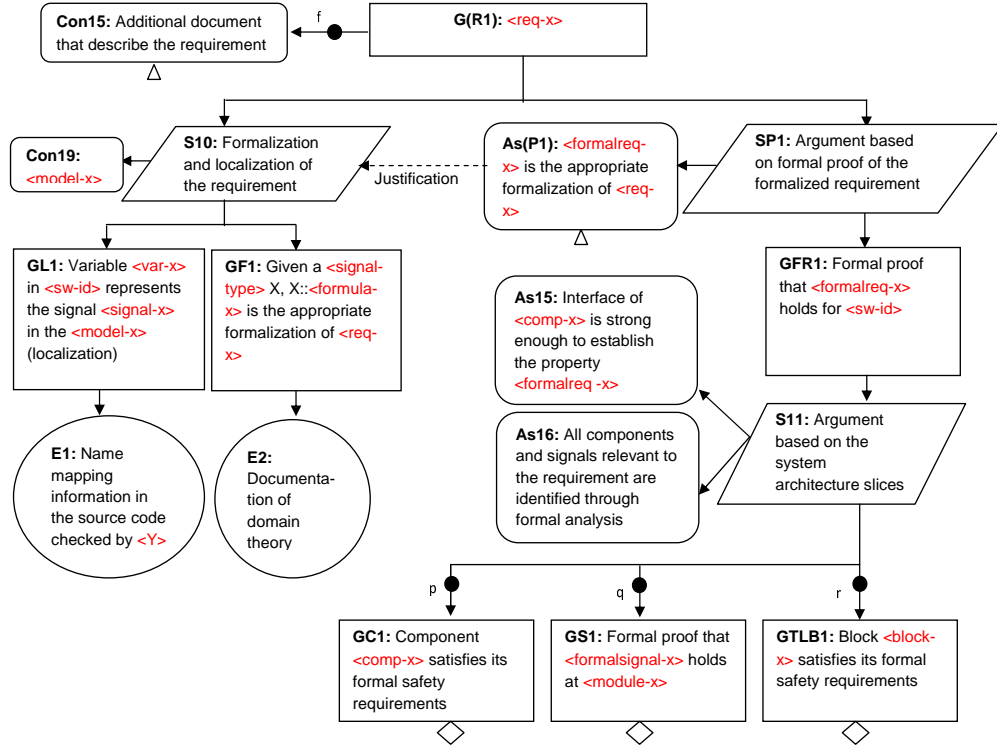 Con15: Additional document
that describe the requirement
f
G(R1): <req-x>
Con19:
<model-x>
S10: Formalization
and localization of
the requirement
Justification
As(P1): <formalreq-
x> is the appropriate
formalization of <req-
x>
SP1: Argument based
on formal proof of the
formalized requirement
GL1: Variable <var-x>
in <sw-id> represents
the signal <signal-x>
in the <model-x>
(localization)
GF1: Given a <signal-
type> X, X::<formula-
x> is the appropriate
formalization of <req-
x>
As15: Interface of
<comp-x> is strong
enough to establish
the property
<formalreq -x>
GFR1: Formal proof
that <formalreq-x>
holds for <sw-id>
E1: Name
mapping
information in
the source code
checked by <Y>
E2:
Documenta-
tion of
domain
theory
As16: All components
and signals relevant to
the requirement are
identified through
formal analysis
S11: Argument
based on the
system
architecture slices
p
q
r
GC1: Component
<comp-x> satisfies its
formal safety
requirements
GS1: Formal proof that
<formalsignal-x> holds
at <module-x>
GTLB1: Block <block-
x> satisfies its formal
safety requirements